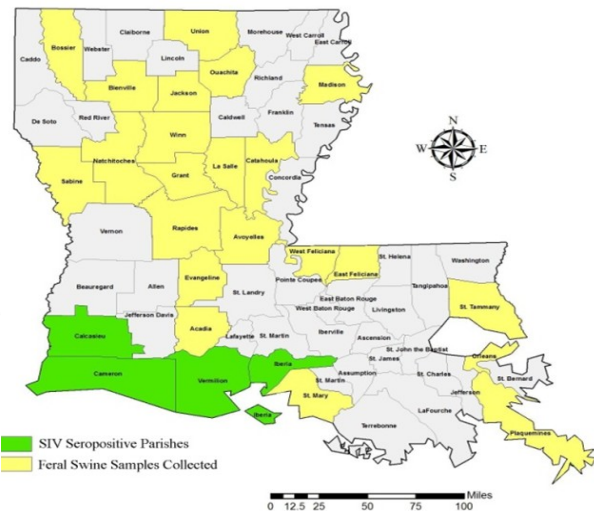 Union
Claiborne
Morehouse
West Carroll
East Carroll
Bossier
Webster
Lincoln
Caddo
Ouachita
Richland
Madison
Bienville
Jackson
De Soto
Red River
Caldwell
Franklin
Tensas
Winn
Natchitoches
La Salle
Catahoula
Sabine
Grant
Concordia
Vernon
Rapides
Avoyelles
N
W E
S
West Feliciana
East Feliciana
St. Helena
Washington
Tangipahoa
Beauregard
Allen
Evangeline
St. Landry
Pointe Coupee
East Baton Rouge
West Baton Rouge
Livingston
St. Tammany
Jefferson Davis
Acadia
Lafayette
St. Martin
Iberville
Ascension
Calcasieu
St. John the Baptist
St. James
Orleans
Cameron
Vermilion
Iberia
St. Martin
Assumption
St. Charles
St. Bernard
St. Mary
Jefferson
LaFourche
Iberia
Terrebonne
Plaquemines
SIV Seropositive Parishes
Feral Swine Samples Collected
Miles
0 12.5 25 50 75 100